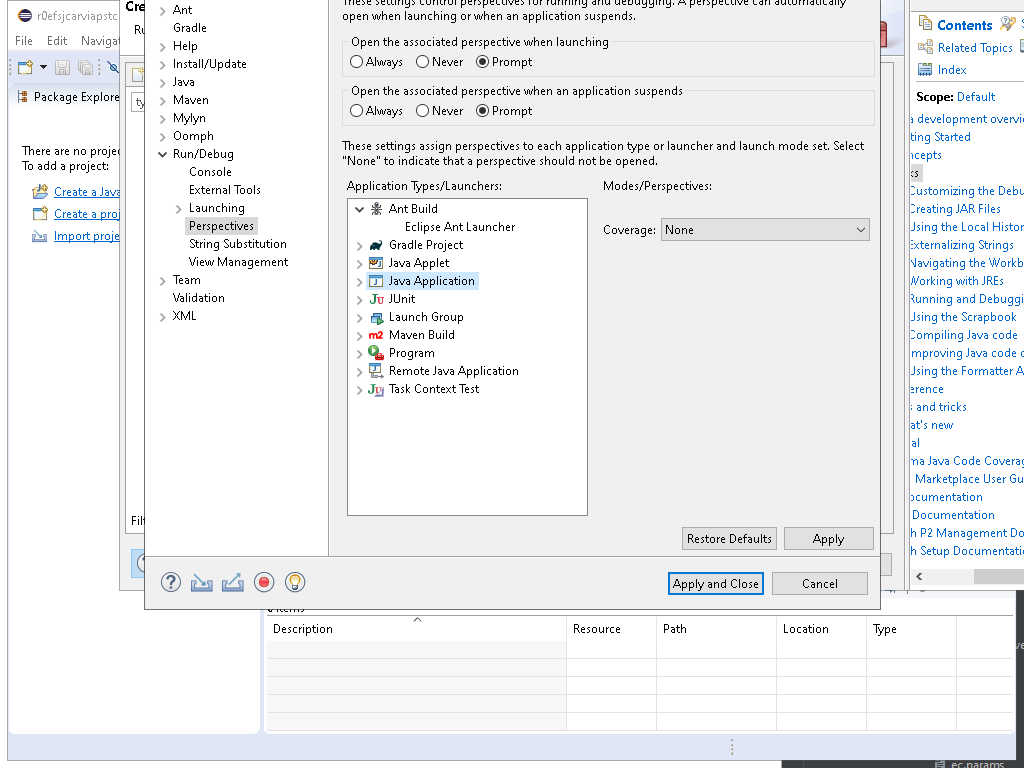 r0efsjcarviapstc
File Edit Navigat
Package Explore
There are no proje
To add a project:
Create a Java
Create a proj
Import proje
Cre
Ru
ty
Filt
Ant
Gradle
Help
Install/Update
Java
Maven
Mylyn
Oomph
Run/Debug
Console
External Tools
Launching
Perspectives
String Substitution
View Management
Team
Validation
XML
These settings control perspectives for running and debugging. A perspective can automatically
open when launching or when an application suspends.
Open the associated perspective when launching
Always Never Prompt
Open the associated perspective when an application suspends
Always Never Prompt
These settings assign perspectives to each application type or launcher and launch mode set. Select
"None" to indicate that a perspective should not be opened.
Application Types/Launchers: Modes/Perspectives:
Ant Build
Eclipse Ant Launcher
Coverage: None
Gradle Project
Java Applet
Java Application
JUnit
Launch Group
Maven Build
Program
Remote Java Application
Task Context Test
Restore Defaults Apply
Apply and Close Cancel
Contents
Related Topics
Index
Scope: Default
a development overvie
ting Started
ncepts
ks
Customizing the Debu
Creating JAR Files
Using the Local Histor
Externalizing Strings
Navigating the Workb
Working with JREs
Running and Debuggi
Using the Scrapbook
Compiling Java code
mproving Java code o
Using the Formatter A
erence
s and tricks
at's new
al
ma Java Code Coverag
Marketplace User Gu
ocumentation
Documentation
h P2 Management Do
h Setup Documentatio
0 items
Description Resource Path Location Type
ec.params